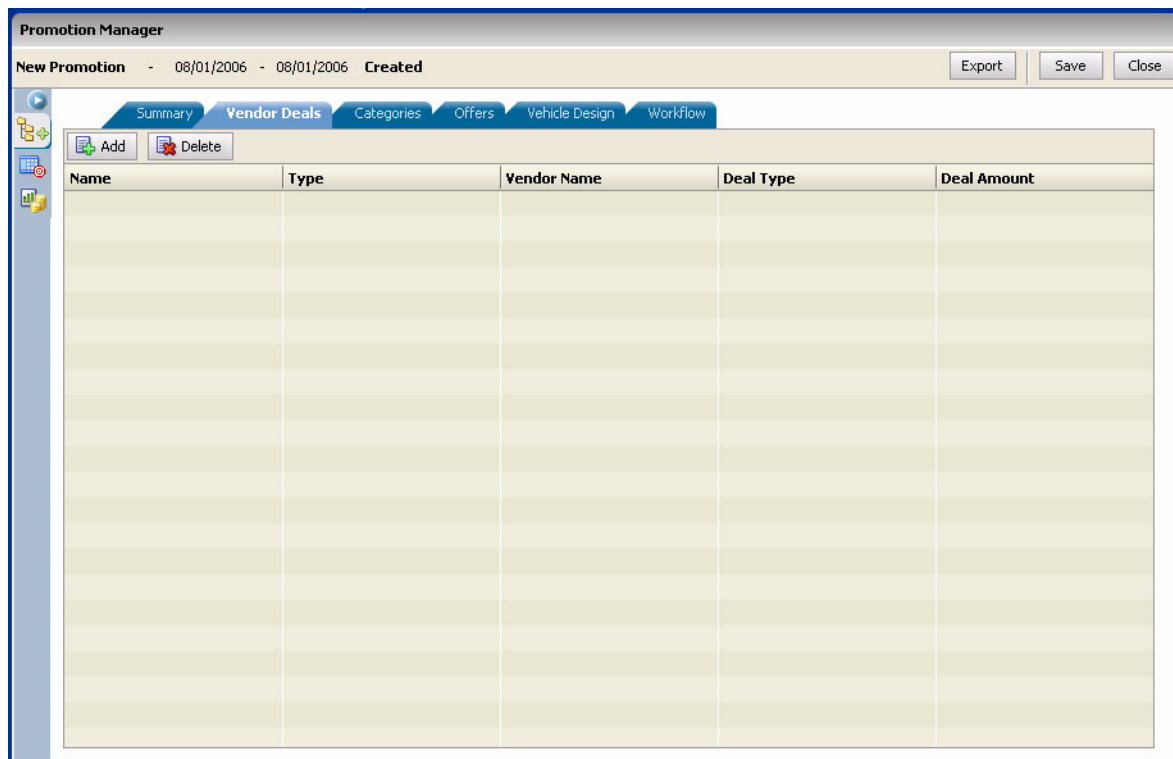 Promotion Manager
New Promotion - 08/01/2006 - 08/01/2006 Created Export Save Close
Summary Vendor Deals Categories Offers Vehicle Design Workflow
Add Delete
Name Type Vendor Name Deal Type Deal Amount